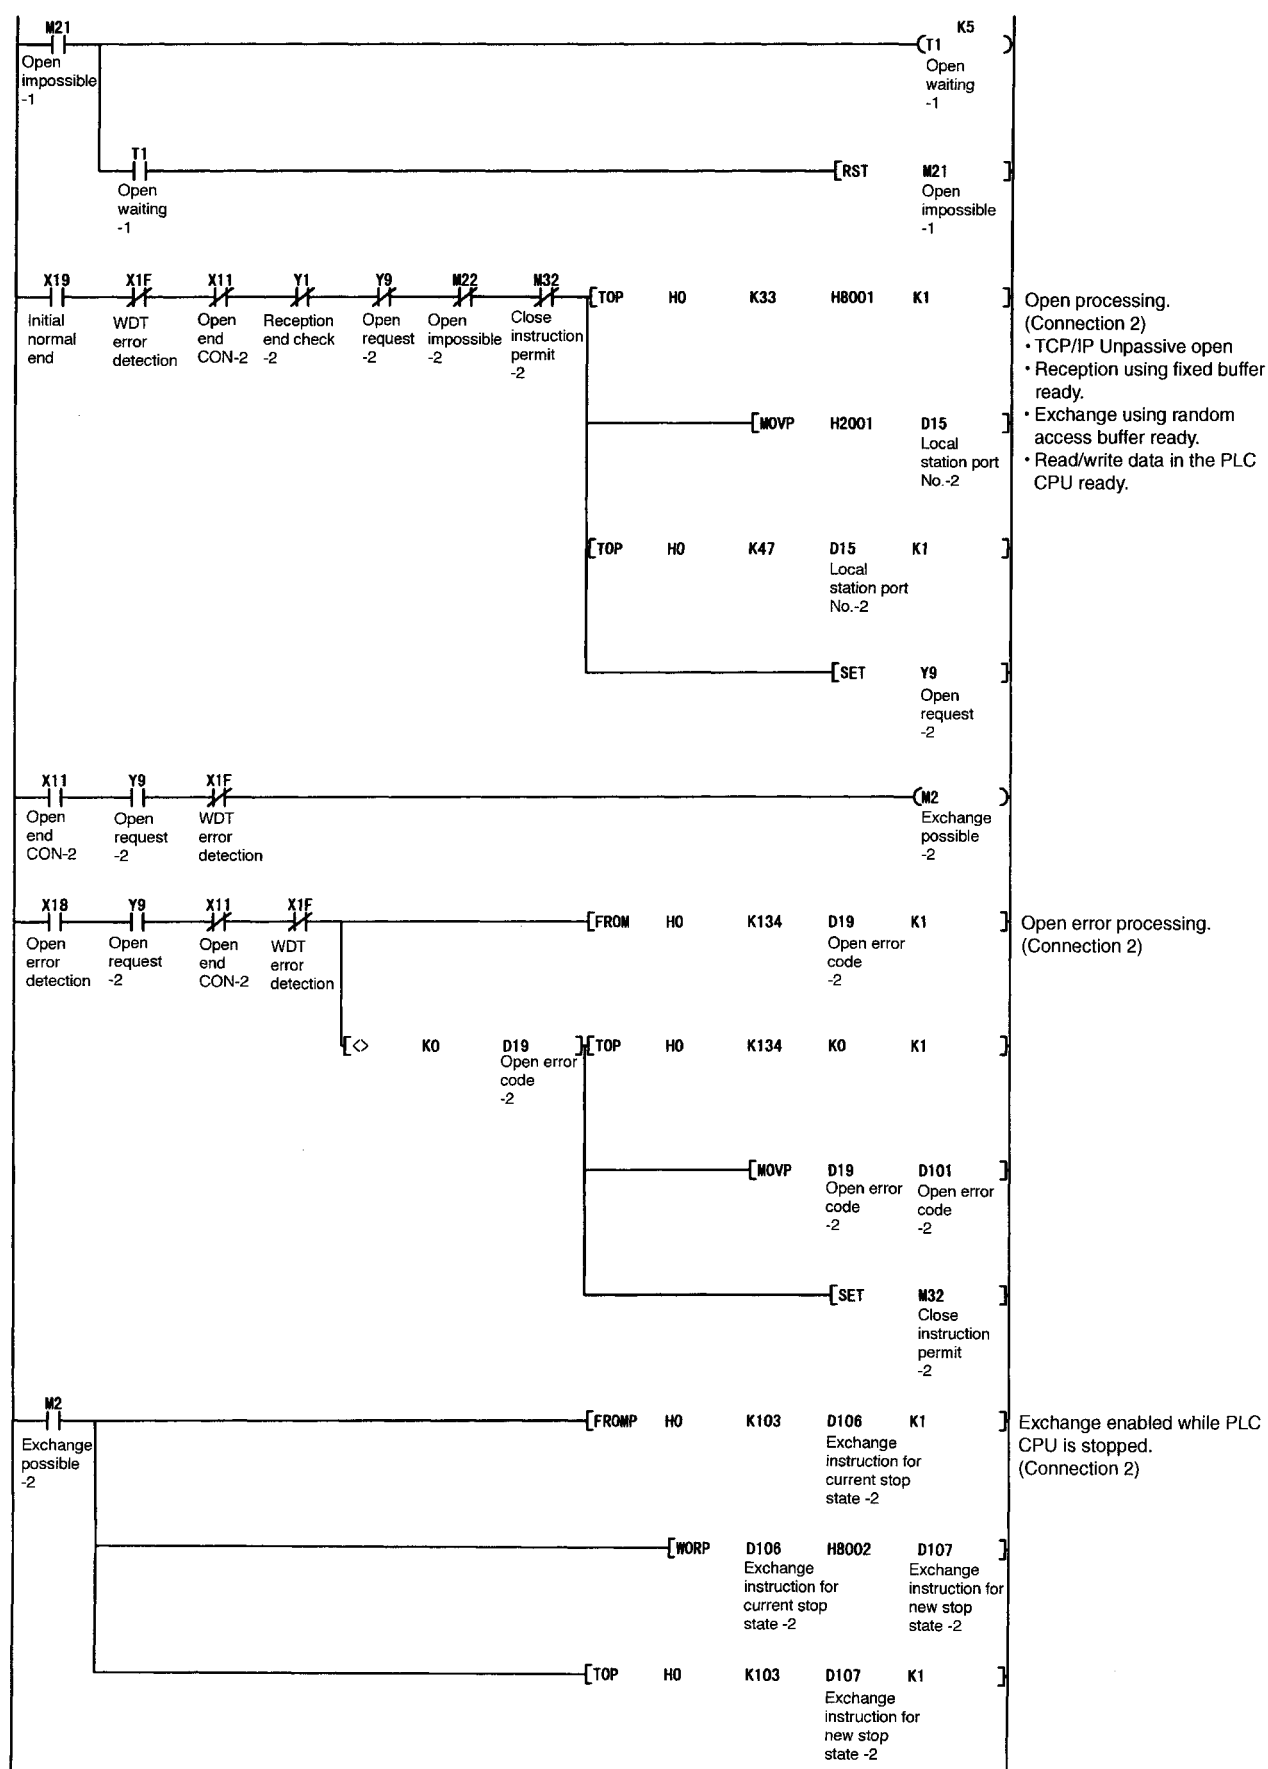 M21
K5
T1
Open
impossible
-1
Open
waiting
-1
T1
RST M21
Open
waiting
-1
Open
impossible
-1
X19 X1F X11 Y1 Y9 M22 M32
TOP H0 K33 H8001 K1
Initial
normal
end
WDT
error
detection
Open
end
CON-2
Reception
end check
-2
Open
request
-2
Open
impossible
-2
Close
instruction
permit
-2
Open processing.
(Connection 2)
• TCP/IP Unpassive open
• Reception using fixed buffer
ready.
• Exchange using random
access buffer ready.
• Read/write data in the PLC
CPU ready.
MOVP H2001 D15
Local
station port
No.-2
TOP H0 K47 D15 K1
Local
station port
No.-2
SET Y9
Open
request
-2
X11 Y9 X1F
M2
Open
end
CON-2
Open
request
-2
WDT
error
detection
Exchange
possible
-2
X18 Y9 X11 X1F
FROM H0 K134 D19 K1
Open
error
detection
Open
request
-2
Open
end
CON-2
WDT
error
detection
Open error
code
-2
Open error processing.
(Connection 2)
<> K0 D19
Open error
code
-2
TOP H0 K134 K0 K1
MOVP D19 D101
Open error
code
-2
Open error
code
-2
SET M32
Close
instruction
permit
-2
M2
FROMP H0 K103 D106 K1
Exchange
possible
-2
Exchange
instruction for
current stop
state -2
Exchange enabled while PLC
CPU is stopped.
(Connection 2)
WORP D106 H8002 D107
Exchange
instruction for
current stop
state -2
Exchange
instruction for
new stop
state -2
TOP H0 K103 D107 K1
Exchange
instruction for
new stop
state -2